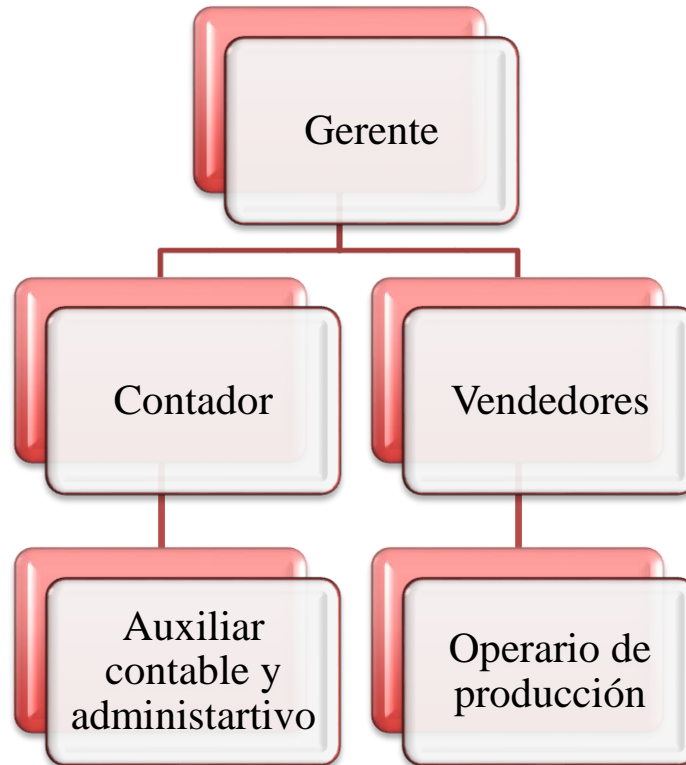 Gerente
Contador
Vendedores
Auxiliar
contable y
administartivo
Operario de
producción